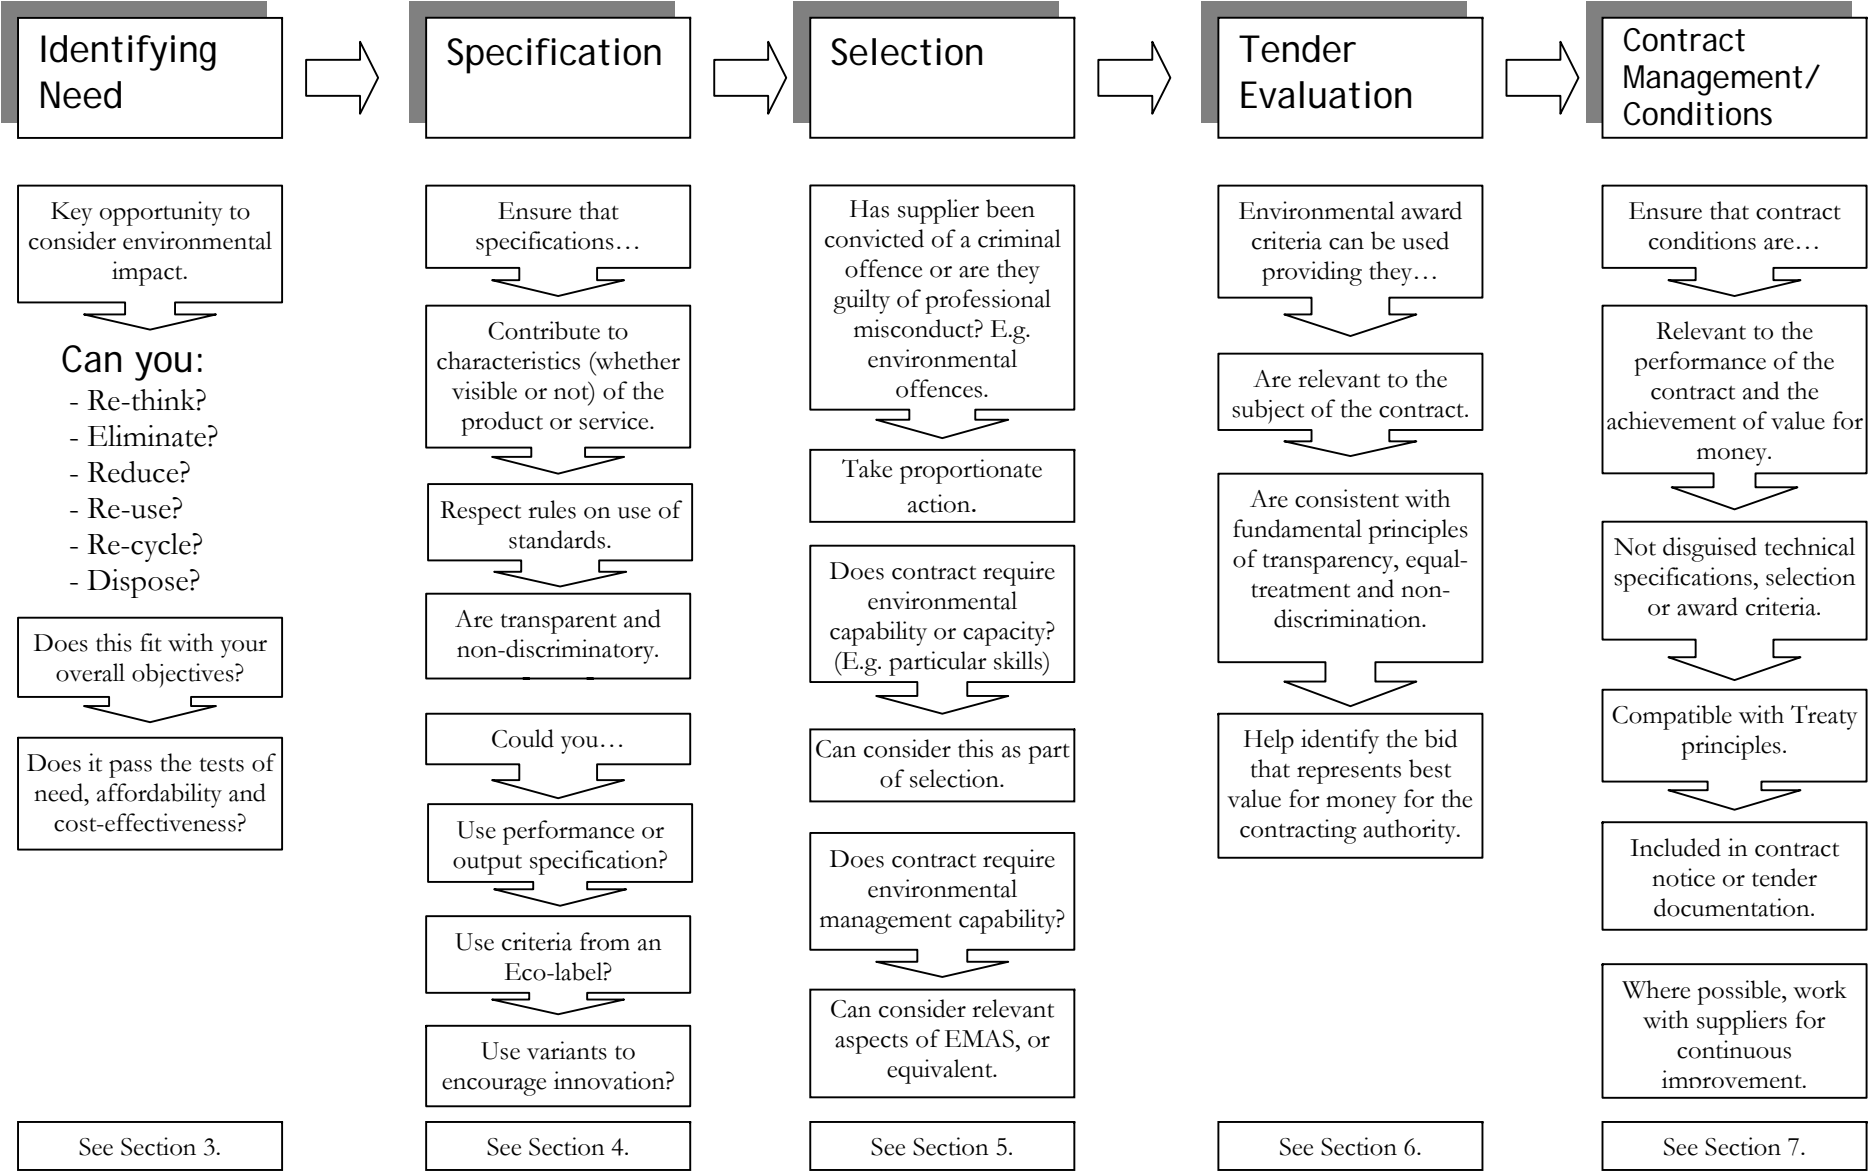 Identifying
Need
Specification
Selection
Tender
Evaluation
Contract
Management/
Conditions
Key opportunity to
consider environmental
impact.
Can you:
- Re-think?
- Eliminate?
- Reduce?
- Re-use?
- Re-cycle?
- Dispose?
Does this fit with your
overall objectives?
Does it pass the tests of
need, affordability and
cost-effectiveness?
See Section 3.
Ensure that
specifications…
Contribute to
characteristics (whether
visible or not) of the
product or service.
Respect rules on use of
standards.
Are transparent and
non-discriminatory.
Could you…
Use performance or
output specification?
Use criteria from an
Eco-label?
Use variants to
encourage innovation?
See Section 4.
Has supplier been
convicted of a criminal
offence or are they
guilty of professional
misconduct? E.g.
environmental
offences.
Take proportionate
action.
Does contract require
environmental
capability or capacity?
(E.g. particular skills)
Can consider this as part
of selection.
Does contract require
environmental
management capability?
Can consider relevant
aspects of EMAS, or
equivalent.
See Section 5.
Environmental award
criteria can be used
providing they…
Are relevant to the
subject of the contract.
Are consistent with
fundamental principles
of transparency, equal-
treatment and non-
discrimination.
Help identify the bid
that represents best
value for money for the
contracting authority.
See Section 6.
Ensure that contract
conditions are…
Relevant to the
performance of the
contract and the
achievement of value for
money.
Not disguised technical
specifications, selection
or award criteria.
Compatible with Treaty
principles.
Included in contract
notice or tender
documentation.
Where possible, work
with suppliers for
continuous
improvement.
See Section 7.